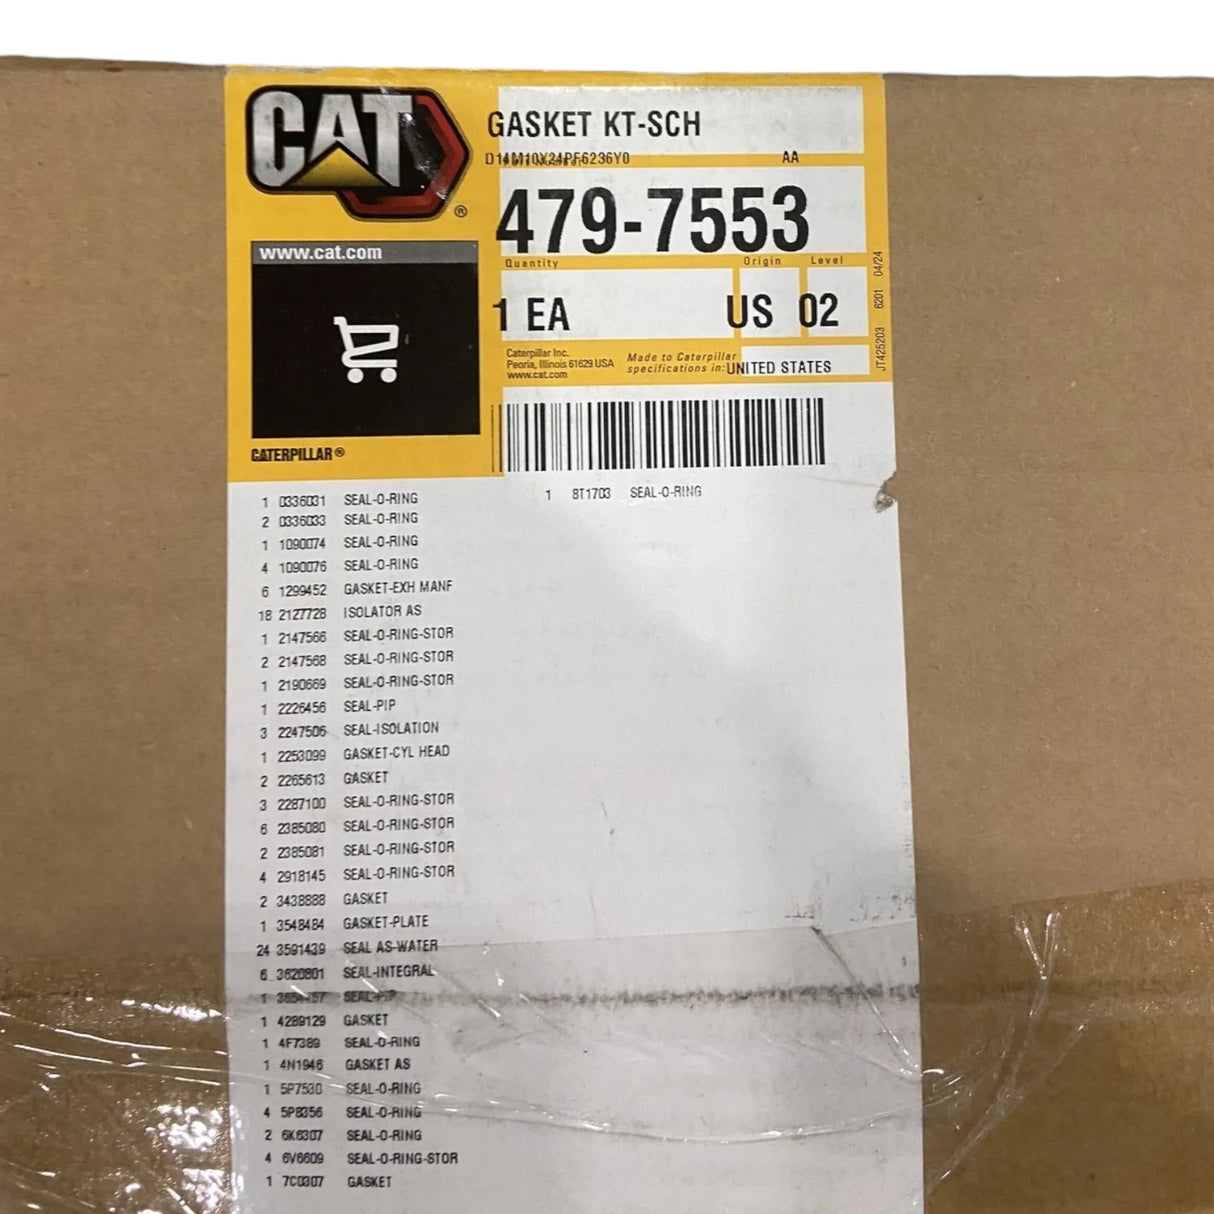 CAT
®
GASKET KT-SCH
D14M10X24PF6236Y0 AA
479-7553
www.cat.com
Quantity Origin Level
1 EA US 02
Caterpillar Inc.
Peoria, Illinois 61629 USA
www.cat.com
Made to Caterpillar
specifications in: UNITED STATES
JT425203 6201 04/24
CATERPILLAR®
1 0336031 SEAL-O-RING
2 0336033 SEAL-O-RING
1 1090074 SEAL-O-RING
4 1090076 SEAL-O-RING
6 1299452 GASKET-EXH MANF
18 2127728 ISOLATOR AS
1 2147566 SEAL-O-RING-STOR
2 2147568 SEAL-O-RING-STOR
1 2190669 SEAL-O-RING-STOR
1 2226456 SEAL-PIP
3 2247506 SEAL-ISOLATION
1 2253099 GASKET-CYL HEAD
2 2265613 GASKET
3 2287100 SEAL-O-RING-STOR
6 2385080 SEAL-O-RING-STOR
2 2385081 SEAL-O-RING-STOR
4 2918145 SEAL-O-RING-STOR
2 3438888 GASKET
1 3548484 GASKET-PLATE
24 3591439 SEAL AS-WATER
6 3620801 SEAL-INTEGRAL
1 SEAL-PIP
1 4289129 GASKET
1 4F7389 SEAL-O-RING
1 4N1946 GASKET AS
1 5P7530 SEAL-O-RING
4 5P8356 SEAL-O-RING
2 6K6307 SEAL-O-RING
4 6V6609 SEAL-O-RING-STOR
1 7C0307 GASKET
1 8T1703 SEAL-O-RING